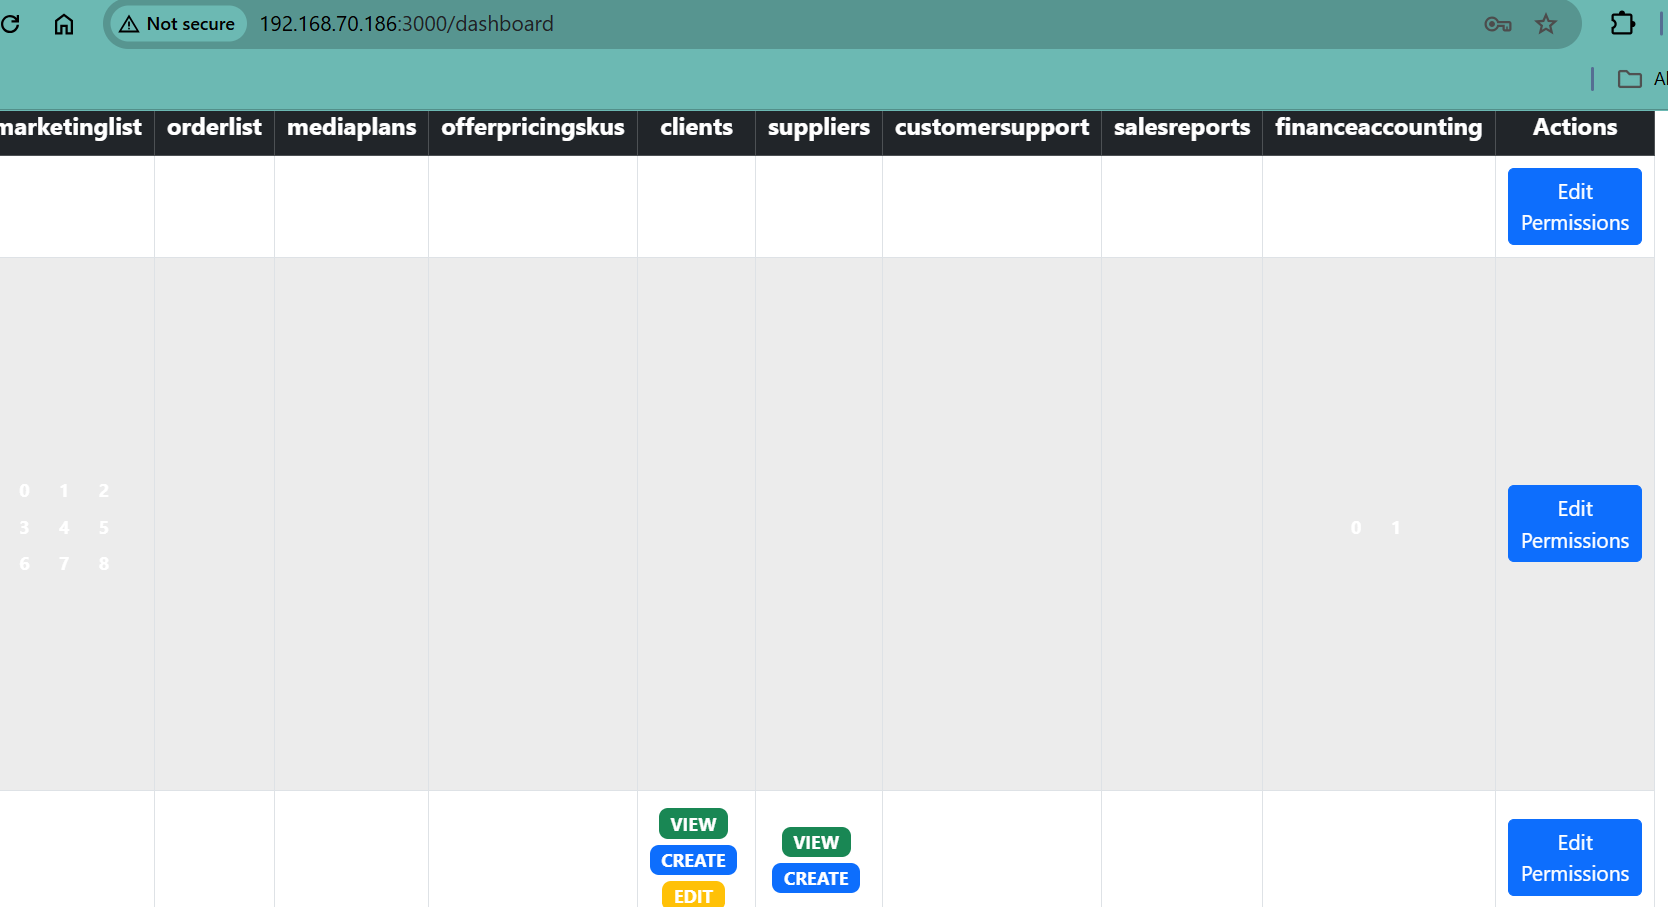 Not secure 192.168.70.186:3000/dashboard
marketinglist orderlist mediaplans offerpricingskus clients suppliers customersupport salesreports financeaccounting Actions
Edit
Permissions
0 1 2
3 4 5
6 7 8
0 1
Edit
Permissions
VIEW
CREATE
EDIT
VIEW
CREATE
Edit
Permissions